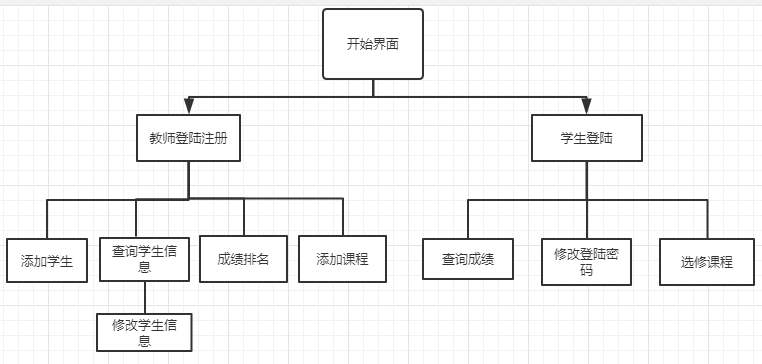 开始界面
教师登陆注册
学生登陆
添加学生
查询学生信
息
成绩排名
添加课程
查询成绩
修改登陆密
码
选修课程
修改学生信
息